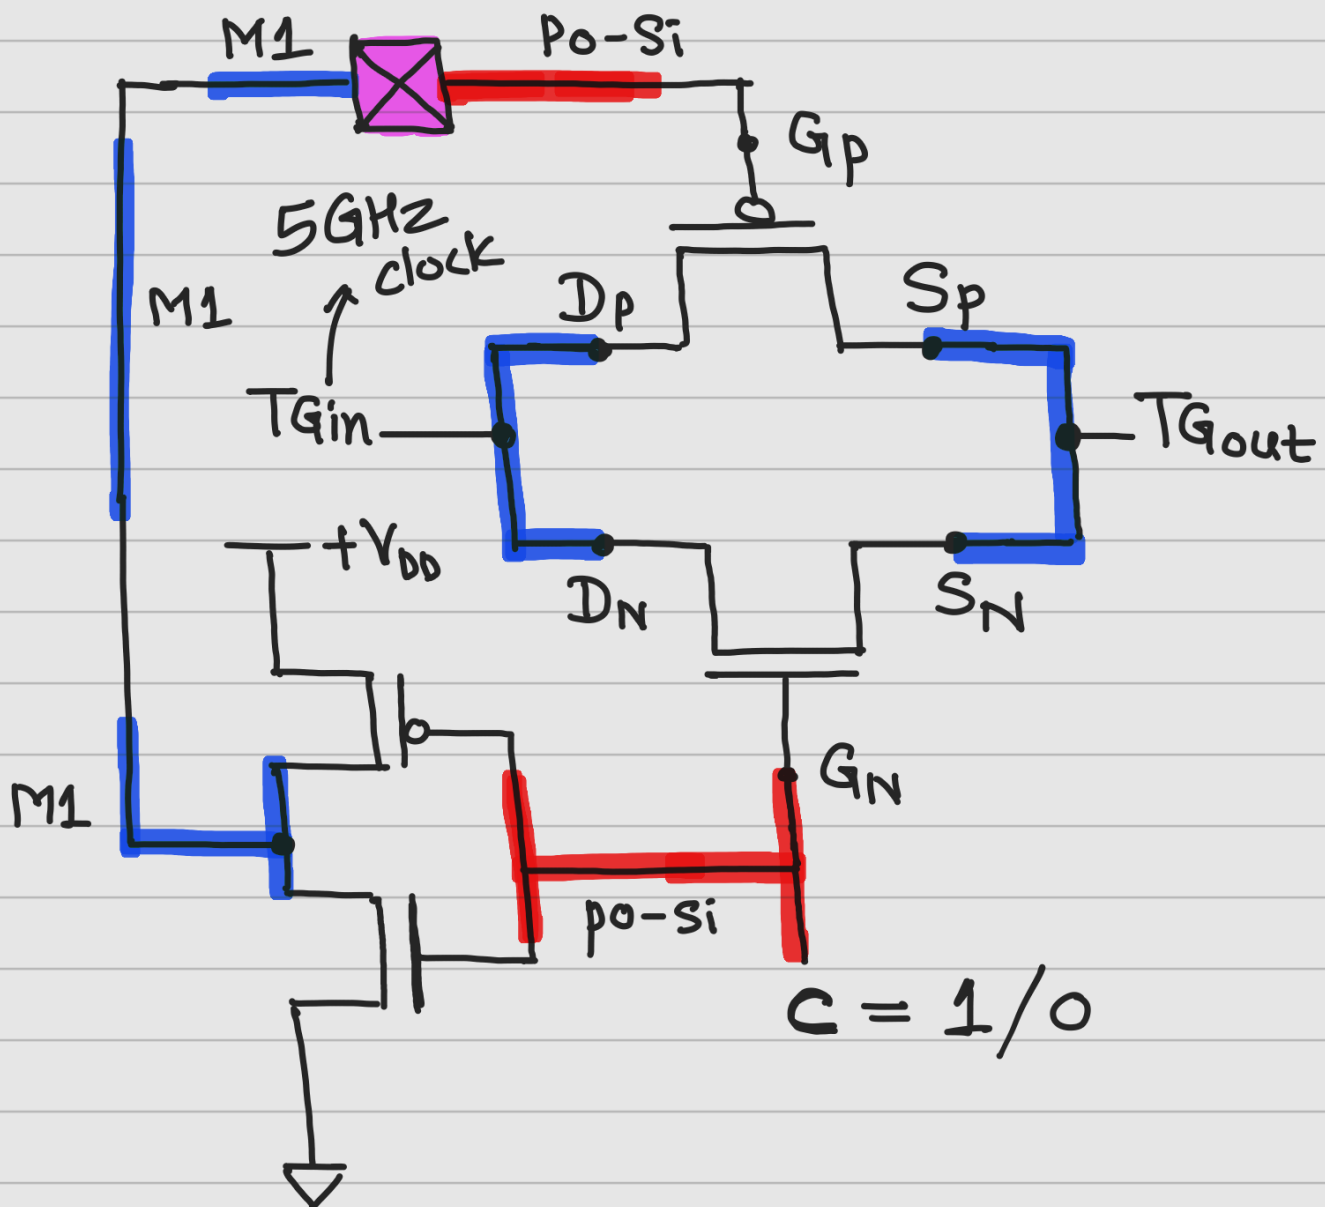 M1
Po-Si
GP
5GHz
clock
DP
SP
M1
TGin
TGout
+VDD
DN
SN
M1
GN
po-si
C = 1/0